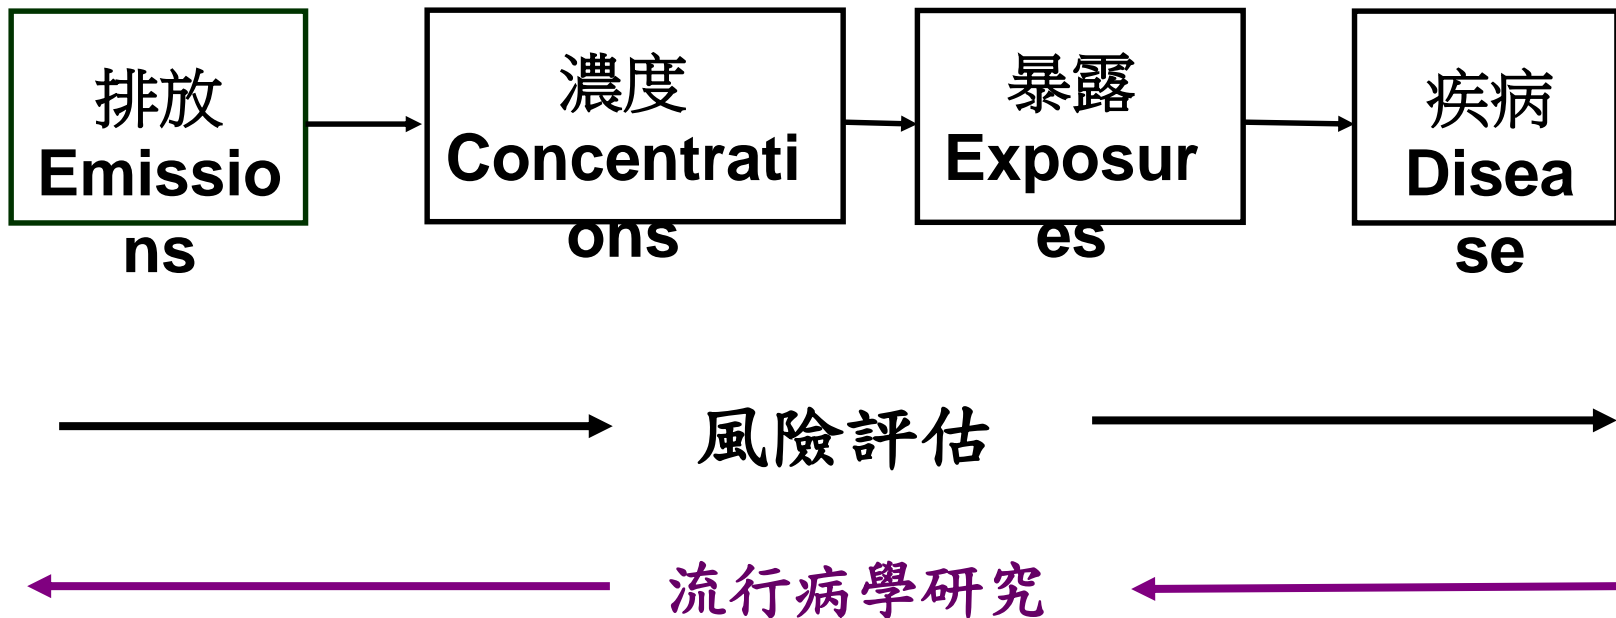 排放
Emissio
ns
濃度
Concentrati
ons
暴露
Exposur
es
疾病
Disea
se
風險評估
流行病學研究